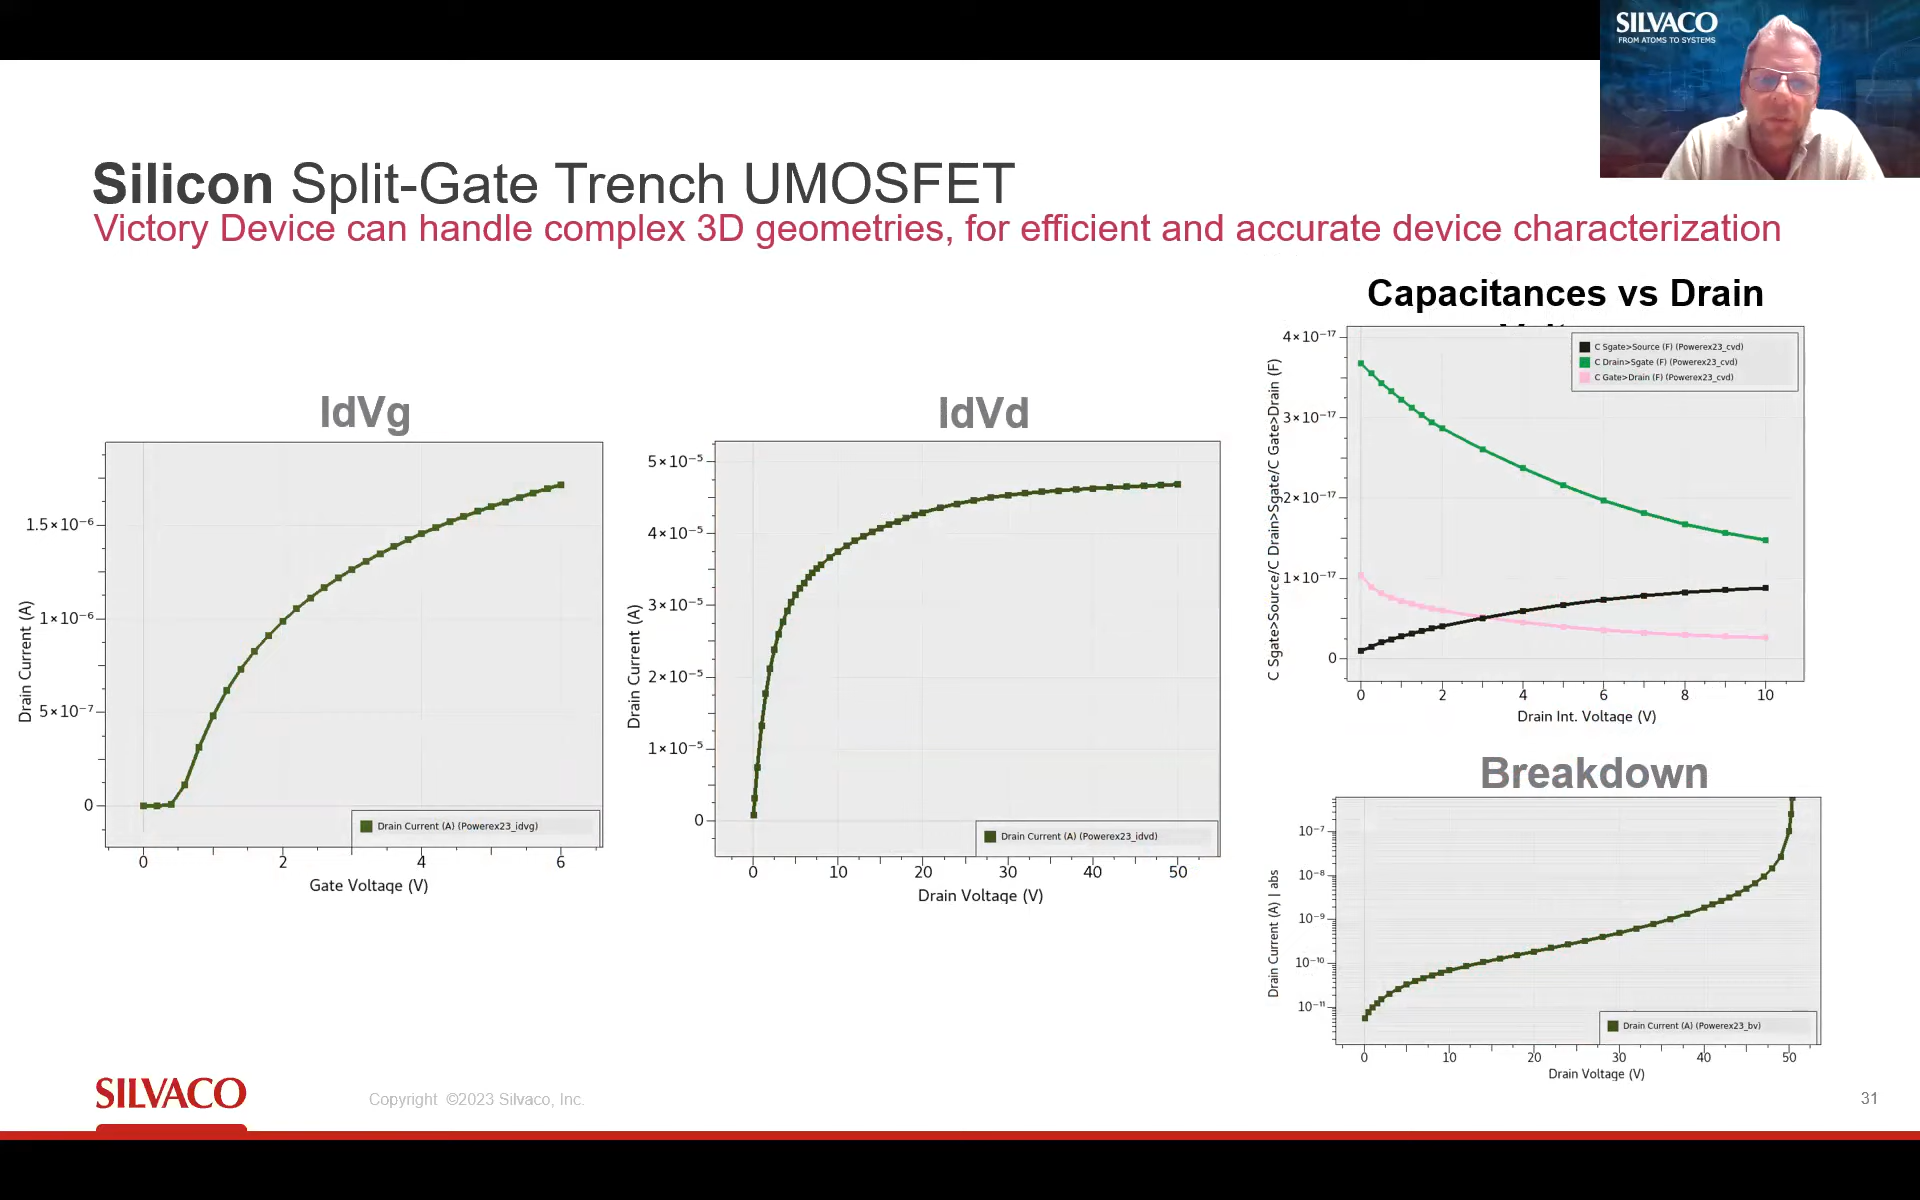 SILVACO
FROM ATOMS TO SYSTEMS
Silicon Split-Gate Trench UMOSFET
Victory Device can handle complex 3D geometries, for efficient and accurate device characterization
IdVg
Drain Current (A)
1.5×10⁻⁶
1×10⁻⁶
5×10⁻⁷
0
Drain Current (A) (Powerex23_idvg)
0 2 4 6
Gate Voltage (V)
IdVd
Drain Current (A)
5×10⁻⁵
4×10⁻⁵
3×10⁻⁵
2×10⁻⁵
1×10⁻⁵
0
Drain Current (A) (Powerex23_idvd)
0 10 20 30 40 50
Drain Voltage (V)
Capacitances vs Drain
C Sgate>Source/C Drain>Sgate/C Gate>Drain (F)
4×10⁻¹⁷
3×10⁻¹⁷
2×10⁻¹⁷
1×10⁻¹⁷
0
C Sgate>Source (F) (Powerex23_cvd)
C Drain>Sgate (F) (Powerex23_cvd)
C Gate>Drain (F) (Powerex23_cvd)
0 2 4 6 8 10
Drain Int. Voltage (V)
Breakdown
Drain Current (A) | abs
10⁻⁷
10⁻⁸
10⁻⁹
10⁻¹⁰
10⁻¹¹
Drain Current (A) (Powerex23_bv)
0 10 20 30 40 50
Drain Voltage (V)
SILVACO
Copyright ©2023 Silvaco, Inc.
31